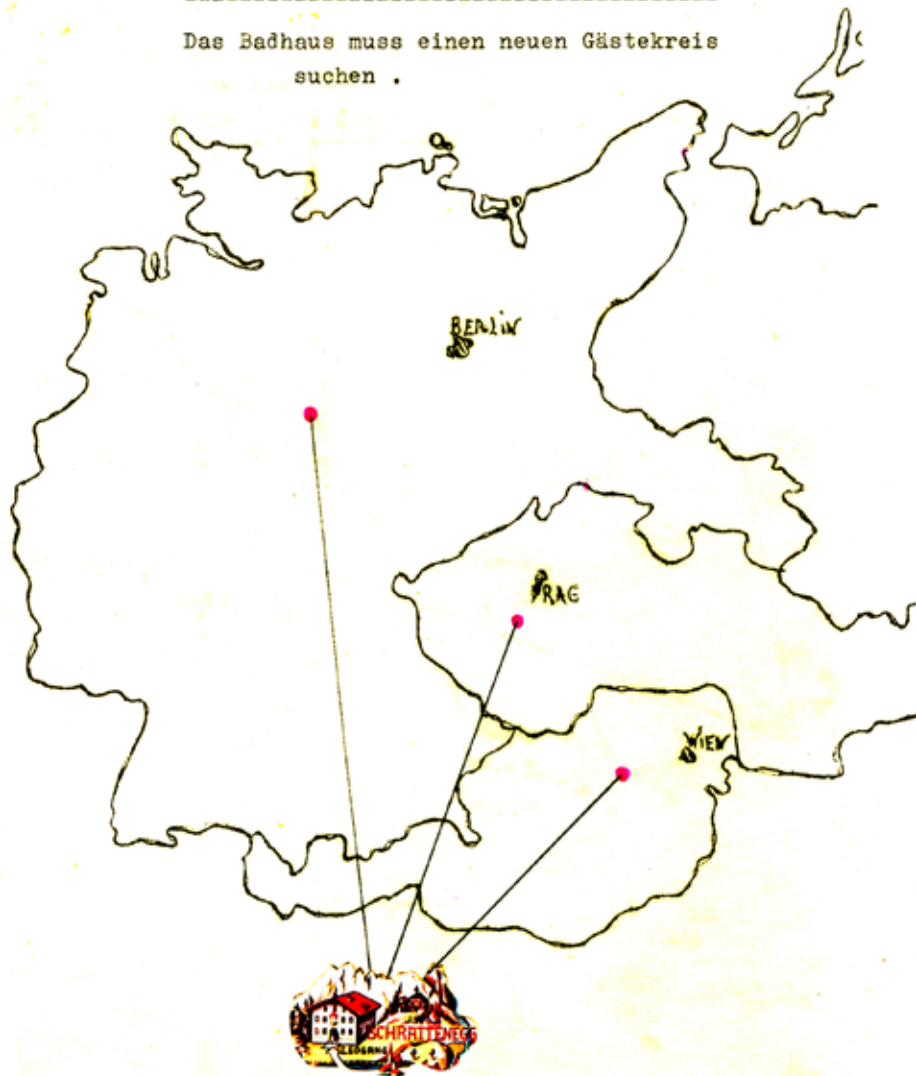 Das Badhaus muss einen neuen Gästekreis
suchen .
BERLIN
PRAG
WIEN
SCHRATTENEGG